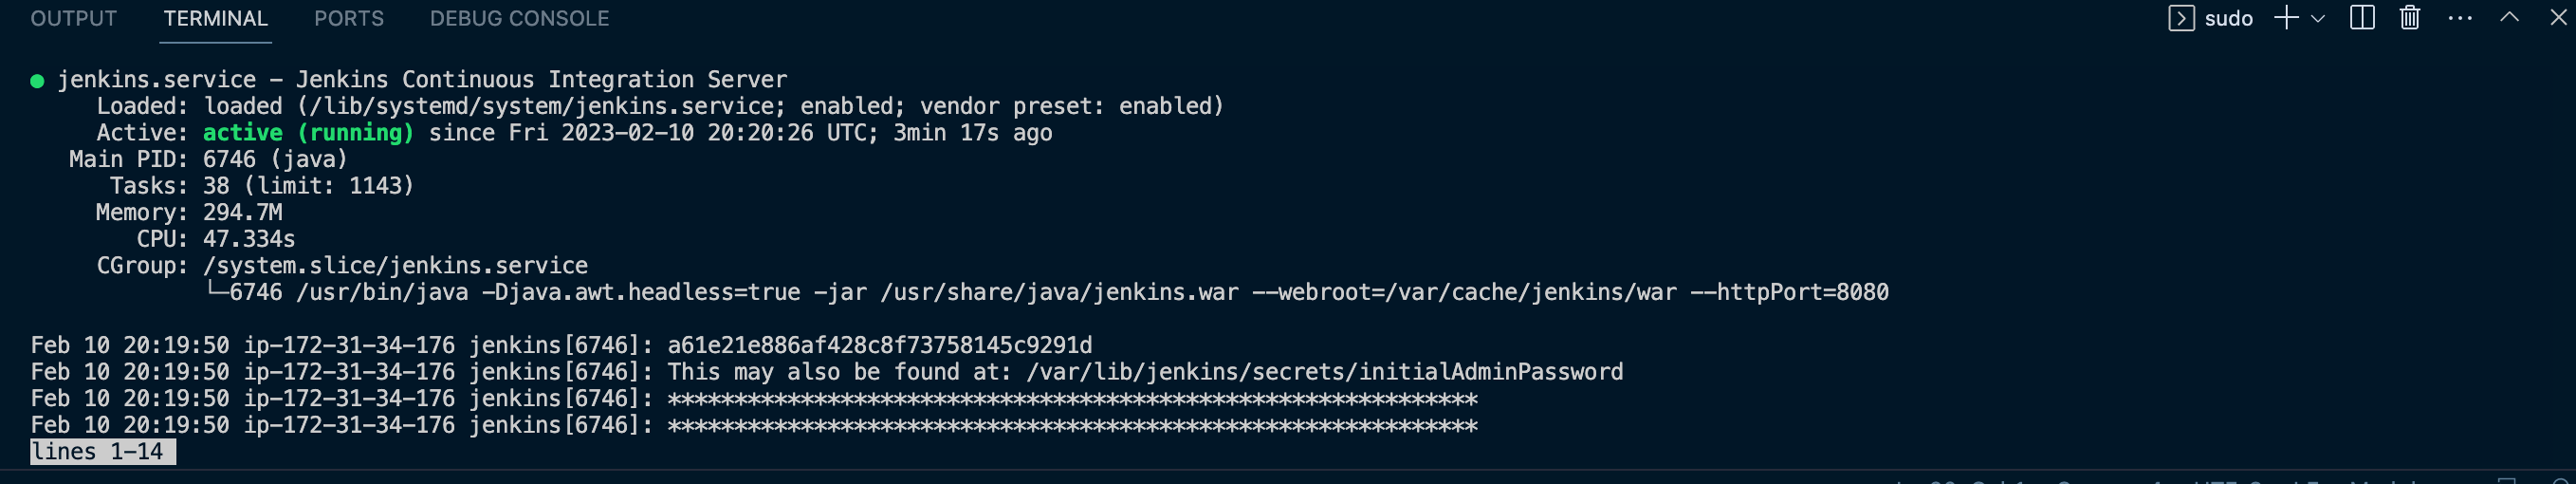 OUTPUT TERMINAL PORTS DEBUG CONSOLE sudo
● jenkins.service - Jenkins Continuous Integration Server
Loaded: loaded (/lib/systemd/system/jenkins.service; enabled; vendor preset: enabled)
Active: active (running) since Fri 2023-02-10 20:20:26 UTC; 3min 17s ago
Main PID: 6746 (java)
Tasks: 38 (limit: 1143)
Memory: 294.7M
CPU: 47.334s
CGroup: /system.slice/jenkins.service
└─6746 /usr/bin/java -Djava.awt.headless=true -jar /usr/share/java/jenkins.war --webroot=/var/cache/jenkins/war --httpPort=8080
Feb 10 20:19:50 ip-172-31-34-176 jenkins[6746]: a61e21e886af428c8f73758145c9291d
Feb 10 20:19:50 ip-172-31-34-176 jenkins[6746]: This may also be found at: /var/lib/jenkins/secrets/initialAdminPassword
Feb 10 20:19:50 ip-172-31-34-176 jenkins[6746]: *************************************************************
Feb 10 20:19:50 ip-172-31-34-176 jenkins[6746]: *************************************************************
lines 1-14